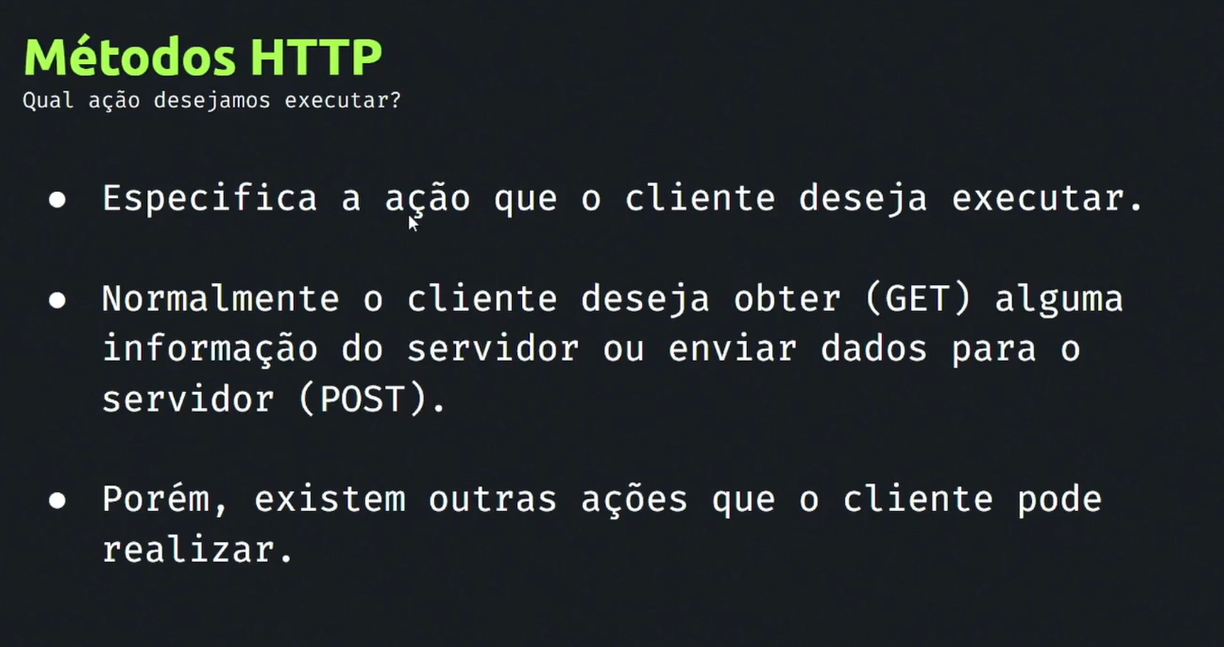 Métodos HTTP
Qual ação desejamos executar?
● Especifica a ação que o cliente deseja executar.
● Normalmente o cliente deseja obter (GET) alguma
informação do servidor ou enviar dados para o
servidor (POST).
● Porém, existem outras ações que o cliente pode
realizar.